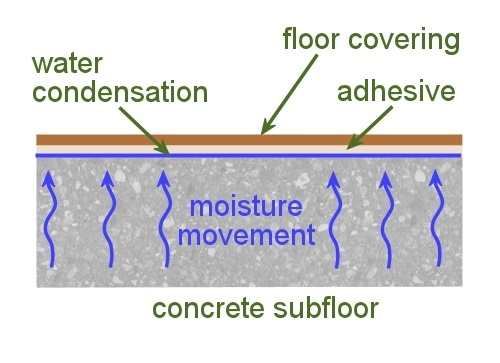 floor covering
water
condensation
adhesive
moisture
movement
concrete subfloor